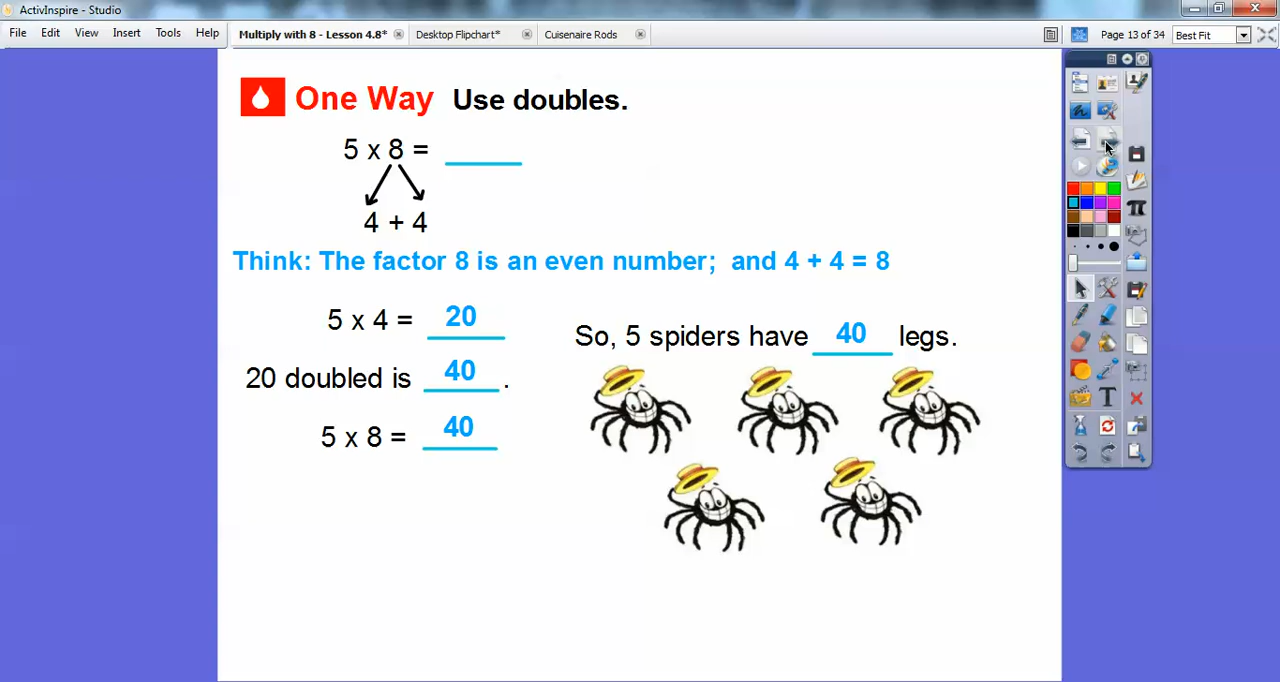 ActivInspire - Studio
File Edit View Insert Tools Help
Multiply with 8 - Lesson 4.8* Desktop Flipchart* Cuisenaire Rods
Page 13 of 34 Best Fit
One Way Use doubles.
5 x 8 =
4 + 4
Think: The factor 8 is an even number; and 4 + 4 = 8
5 x 4 = 20
20 doubled is 40 .
5 x 8 = 40
So, 5 spiders have 40 legs.
T